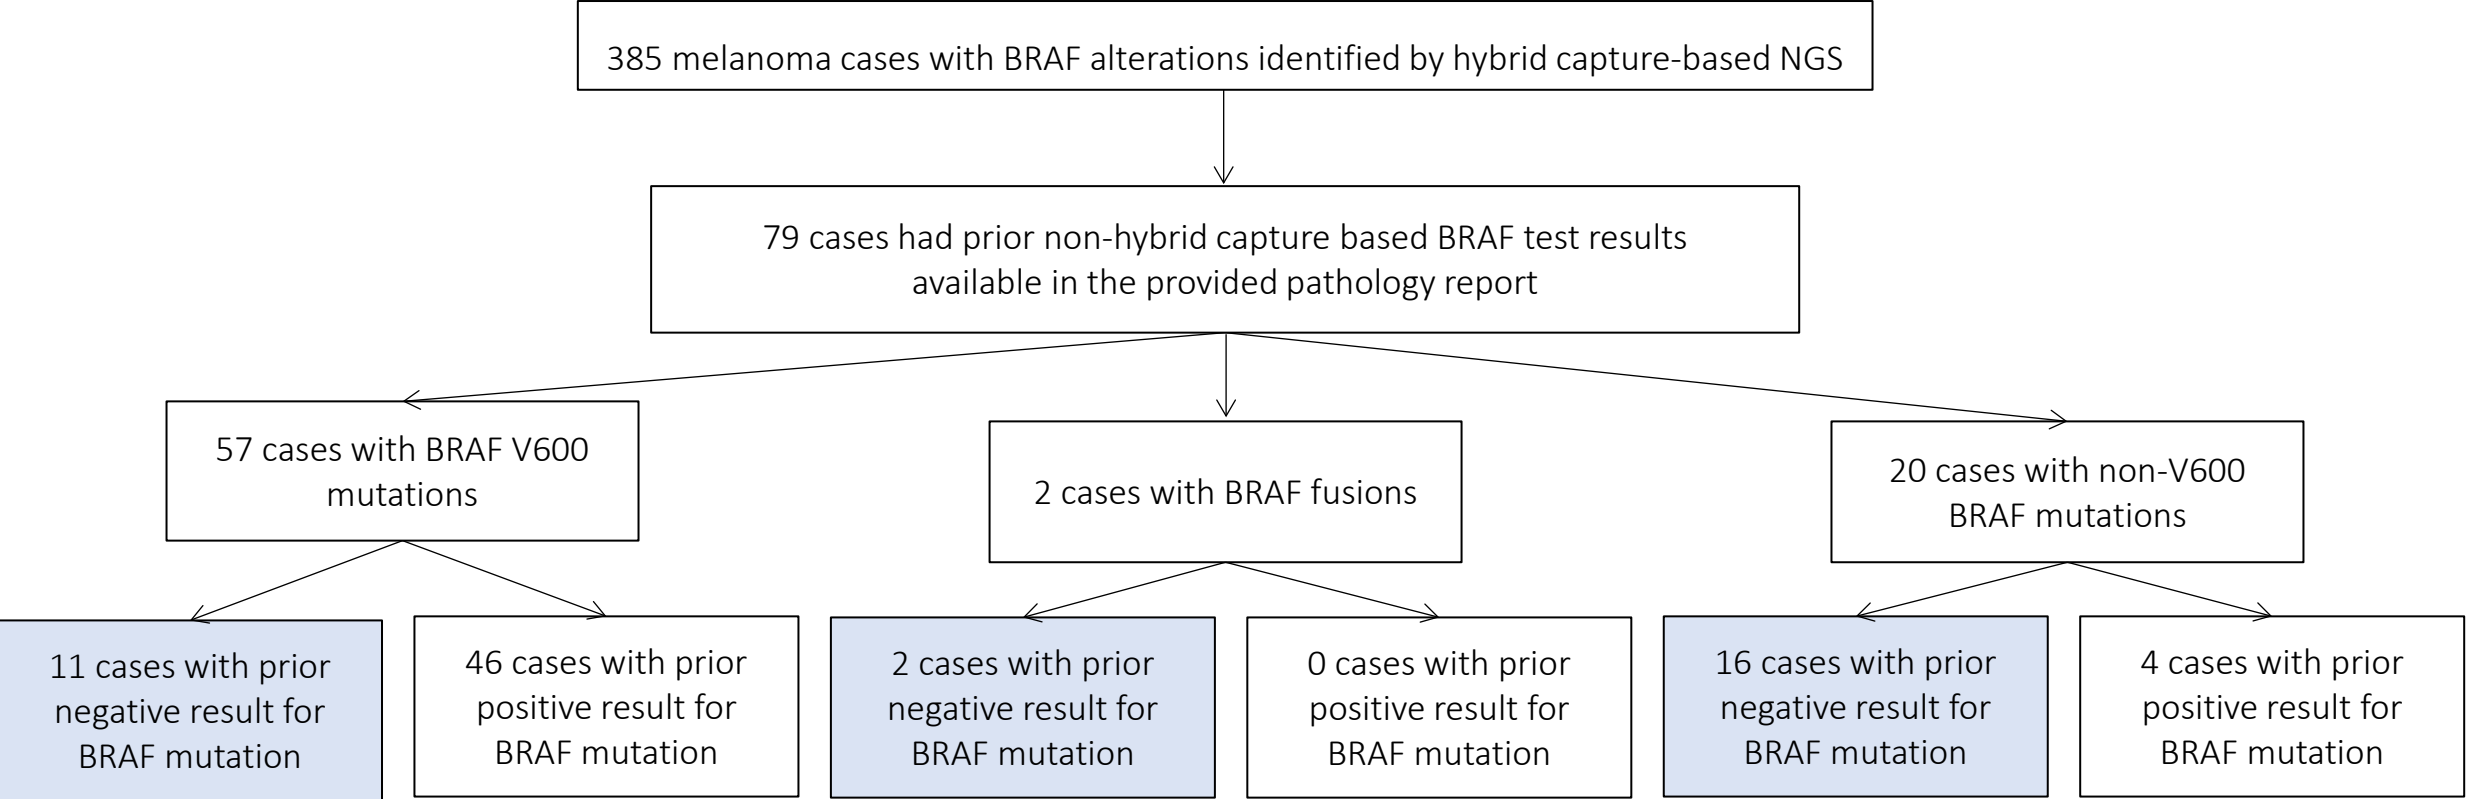 385 melanoma cases with BRAF alterations identified by hybrid capture-based NGS
79 cases had prior non-hybrid capture based BRAF test results
available in the provided pathology report
57 cases with BRAF V600
mutations
2 cases with BRAF fusions
20 cases with non-V600
BRAF mutations
11 cases with prior
negative result for
BRAF mutation
46 cases with prior
positive result for
BRAF mutation
2 cases with prior
negative result for
BRAF mutation
0 cases with prior
positive result for
BRAF mutation
16 cases with prior
negative result for
BRAF mutation
4 cases with prior
positive result for
BRAF mutation